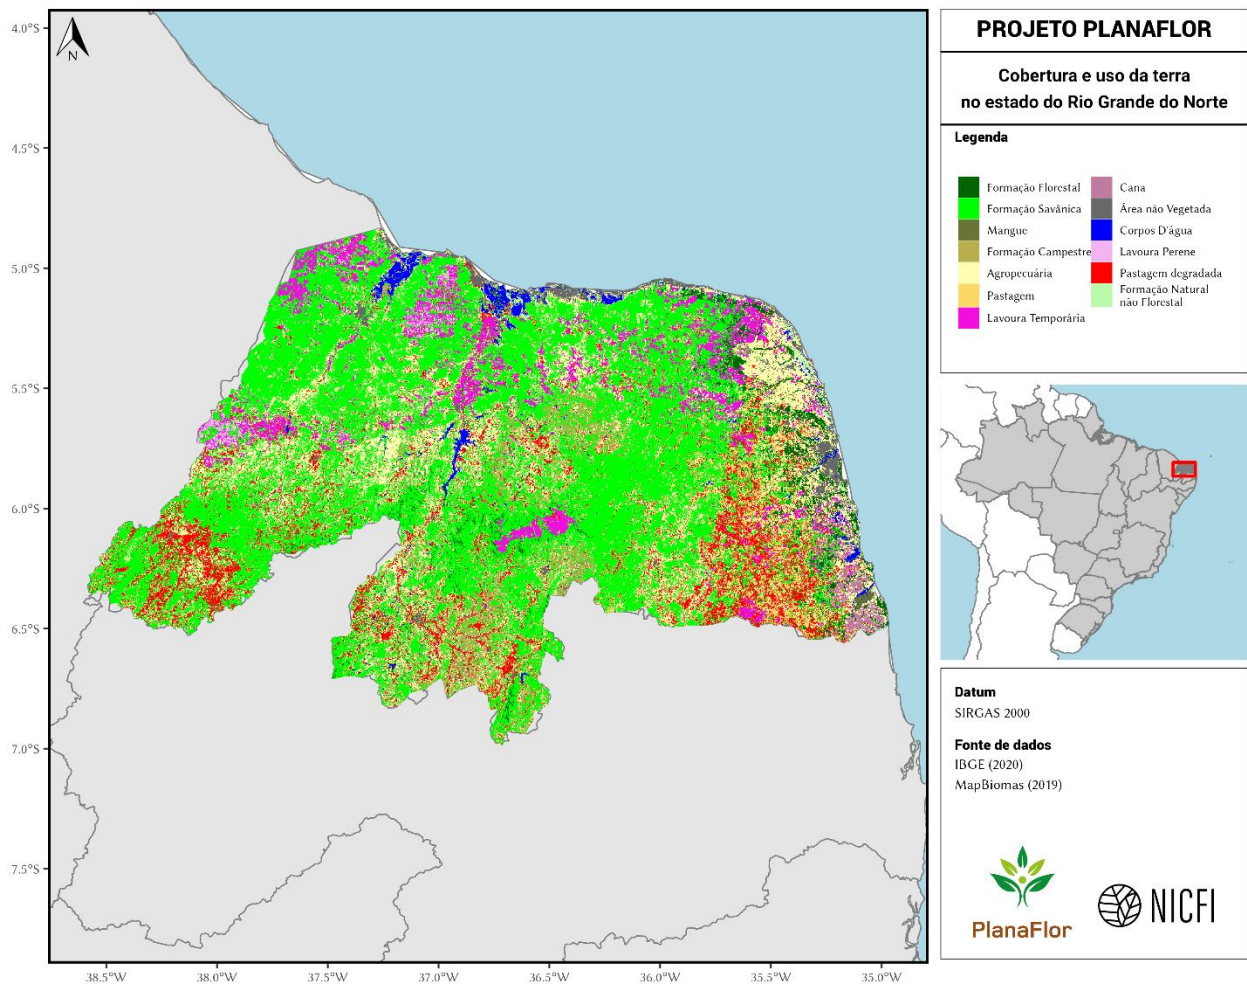 4.0°S
4.5°S
5.0°S
5.5°S
6.0°S
6.5°S
7.0°S
7.5°S
N
38.5°W
38.0°W
37.5°W
37.0°W
36.5°W
36.0°W
35.5°W
35.0°W
PROJETO PLANAFLOR
Cobertura e uso da terra
no estado do Rio Grande do Norte
Legenda
Formação Florestal
Formação Savânica
Mangue
Formação Campestre
Agropecuária
Pastagem
Lavoura Temporária
Cana
Área não Vegetada
Corpos D'água
Lavoura Perene
Pastagem degradada
Formação Natural
não Florestal
Datum
SIRGAS 2000
Fonte de dados
IBGE (2020)
MapBiomas (2019)
PlanaFlor
NICFI